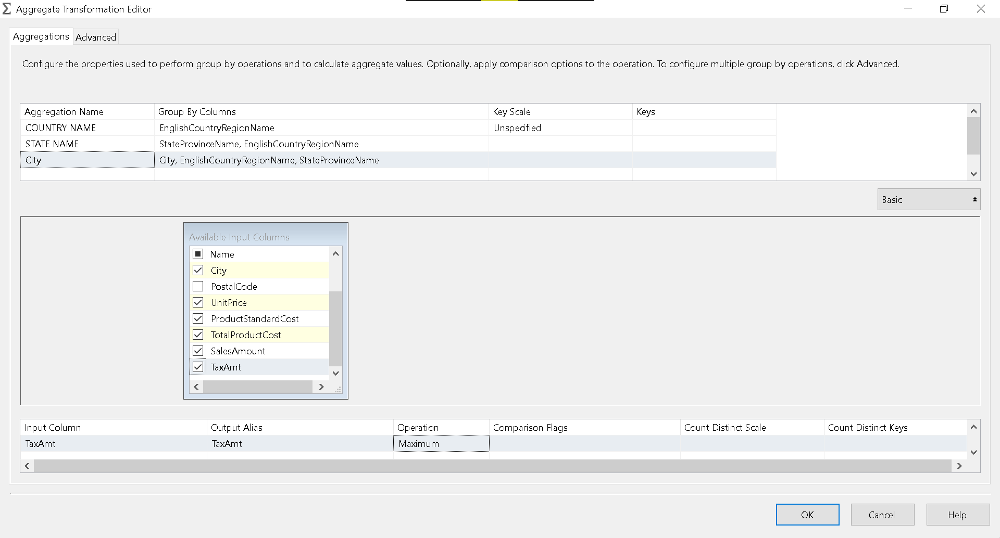 Aggregate Transformation Editor
Aggregations Advanced
Configure the properties used to perform group by operations and to calculate aggregate values. Optionally, apply comparison options to the operation. To configure multiple group by operations, click Advanced.
Aggregation Name Group By Columns Key Scale Keys
COUNTRY NAME EnglishCountryRegionName Unspecified
STATE NAME StateProvinceName, EnglishCountryRegionName
City City, EnglishCountryRegionName, StateProvinceName
Basic
Available Input Columns
Name
City
PostalCode
UnitPrice
ProductStandardCost
TotalProductCost
SalesAmount
TaxAmt
Input Column Output Alias Operation Comparison Flags Count Distinct Scale Count Distinct Keys
TaxAmt TaxAmt Maximum
OK Cancel Help